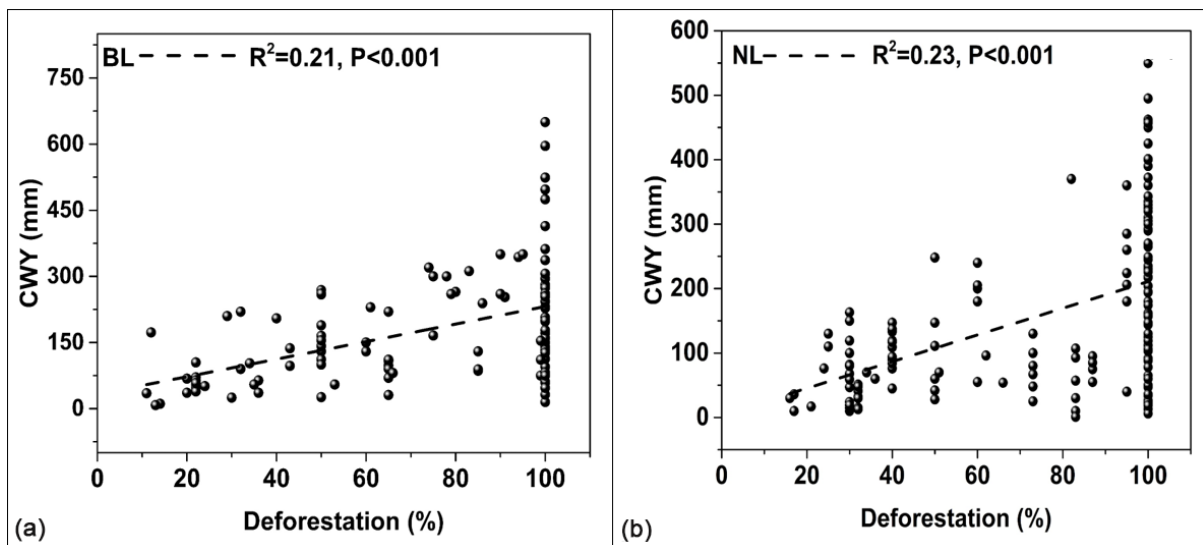 BL R²=0.21, P<0.001
750
600
450
300
150
0
CWY (mm)
0 20 40 60 80 100
Deforestation (%)
(a)
NL R²=0.23, P<0.001
600
500
400
300
200
100
0
CWY (mm)
0 20 40 60 80 100
Deforestation (%)
(b)